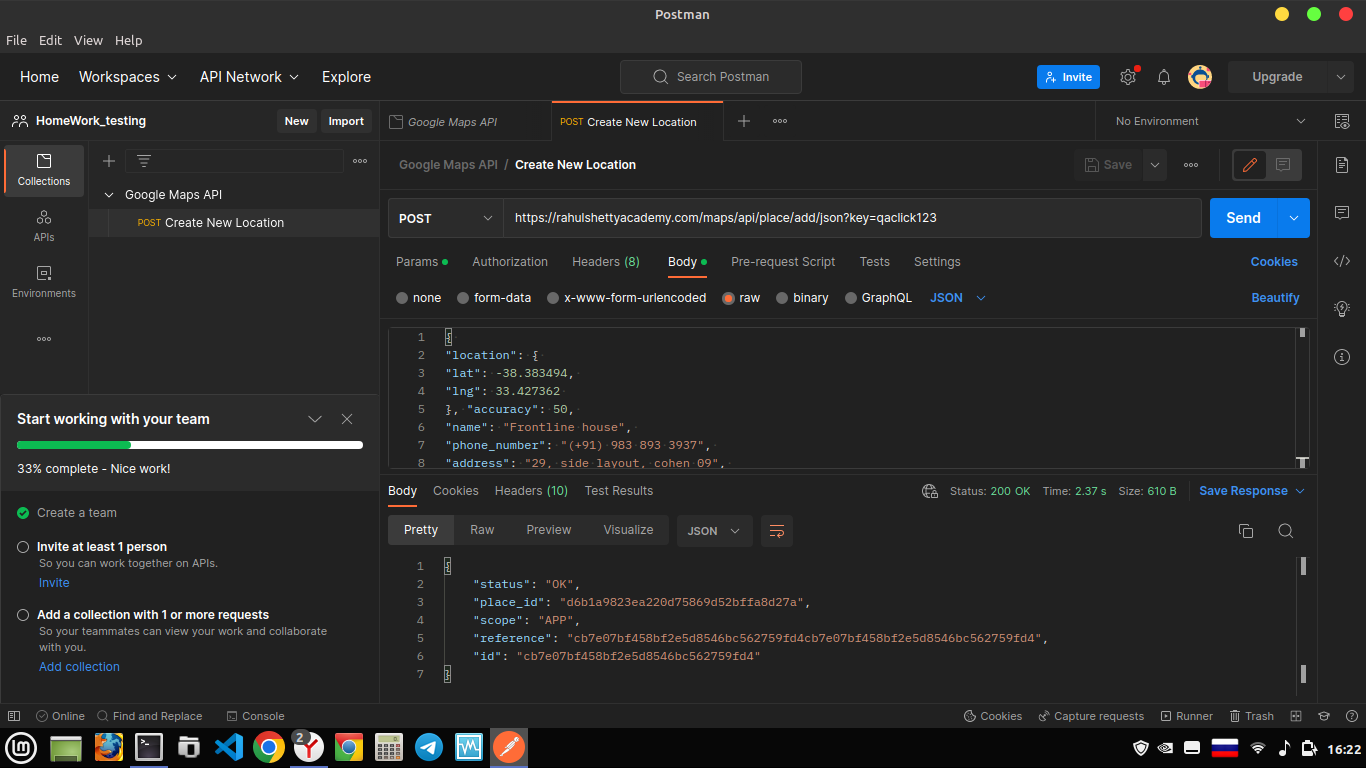 Postman
File Edit View Help
Home Workspaces API Network Explore Search Postman Invite Upgrade
HomeWork_testing New Import Google Maps API POST Create New Location No Environment
Collections
APIs
Environments
Google Maps API
POST Create New Location
Google Maps API / Create New Location Save
POST https://rahulshettyacademy.com/maps/api/place/add/json?key=qaclick123 Send
Params Authorization Headers (8) Body Pre-request Script Tests Settings Cookies
none form-data x-www-form-urlencoded raw binary GraphQL JSON Beautify
1 {
2 "location": {
3 "lat": -38.383494,
4 "lng": 33.427362
5 }, "accuracy": 50,
6 "name": "Frontline house",
7 "phone_number": "(+91) 983 893 3937",
8 "address": "29, side layout, cohen 09",
Start working with your team
33% complete - Nice work!
Create a team
Invite at least 1 person
So you can work together on APIs.
Invite
Add a collection with 1 or more requests
So your teammates can view your work and collaborate
with you.
Add collection
Body Cookies Headers (10) Test Results Status: 200 OK Time: 2.37 s Size: 610 B Save Response
Pretty Raw Preview Visualize JSON
1 {
2 "status": "OK",
3 "place_id": "d6b1a9823ea220d75869d52bffa8d27a",
4 "scope": "APP",
5 "reference": "cb7e07bf458bf2e5d8546bc562759fd4cb7e07bf458bf2e5d8546bc562759fd4",
6 "id": "cb7e07bf458bf2e5d8546bc562759fd4"
7 }
Online Find and Replace Console Cookies Capture requests Runner Trash
2
16:22